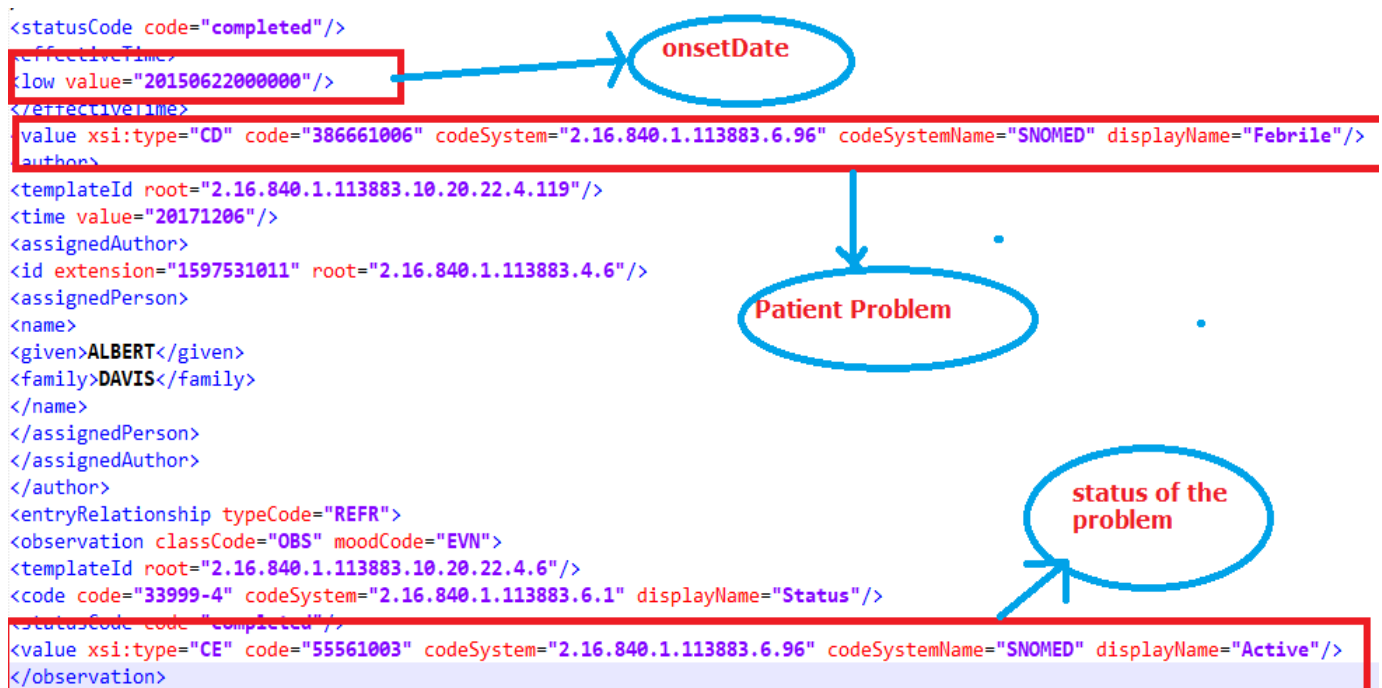 <statusCode code="completed"/>
<effectiveTime>
<low value="20150622000000"/>
onsetDate
</effectiveTime>
<value xsi:type="CD" code="386661006" codeSystem="2.16.840.1.113883.6.96" codeSystemName="SNOMED" displayName="Febrile"/>
<author>
<templateId root="2.16.840.1.113883.10.20.22.4.119"/>
<time value="20171206"/>
<assignedAuthor>
<id extension="1597531011" root="2.16.840.1.113883.4.6"/>
<assignedPerson>
Patient Problem
<name>
<given>ALBERT</given>
<family>DAVIS</family>
</name>
</assignedPerson>
</assignedAuthor>
</author>
status of the
problem
<entryRelationship typeCode="REFR">
<observation classCode="OBS" moodCode="EVN">
<templateId root="2.16.840.1.113883.10.20.22.4.6"/>
<code code="33999-4" codeSystem="2.16.840.1.113883.6.1" displayName="Status"/>
<statusCode code="completed"/>
<value xsi:type="CE" code="55561003" codeSystem="2.16.840.1.113883.6.96" codeSystemName="SNOMED" displayName="Active"/>
</observation>